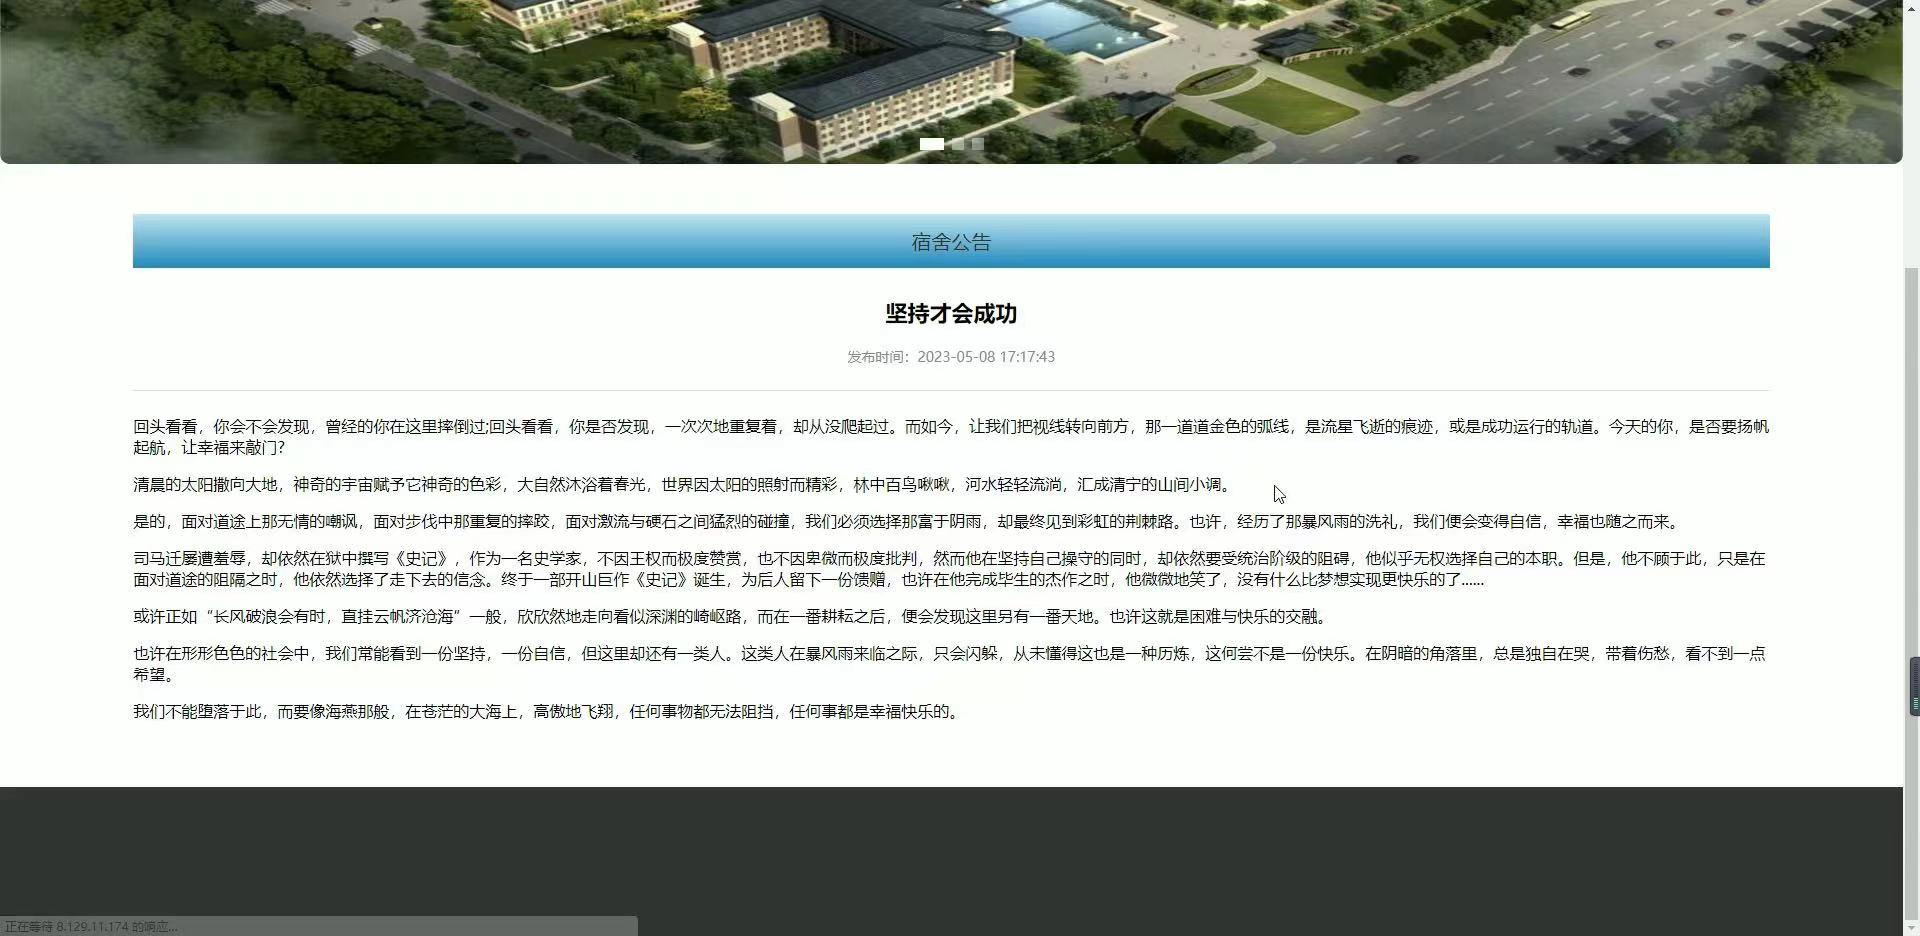 宿舍公告
坚持才会成功
发布时间：2023-05-08 17:17:43
回头看看，你会不会发现，曾经的你在这里摔倒过;回头看看，你是否发现，一次次地重复着，却从没爬起过。而如今，让我们把视线转向前方，那一道道金色的弧线，是流星飞逝的痕迹，或是成功运行的轨道。今天的你，是否要扬帆
起航，让幸福来敲门？
清晨的太阳撒向大地，神奇的宇宙赋予它神奇的色彩，大自然沐浴着春光，世界因太阳的照射而精彩，林中百鸟啾啾，河水轻轻流淌，汇成清宁的山间小调。
是的，面对道途上那无情的嘲讽，面对步伐中那重复的摔跤，面对激流与硬石之间猛烈的碰撞，我们必须选择那富于阴雨，却最终见到彩虹的荆棘路。也许，经历了那暴风雨的洗礼，我们便会变得自信，幸福也随之而来。
司马迁屡遭羞辱，却依然在狱中撰写《史记》，作为一名史学家，不因王权而极度赞赏，也不因卑微而极度批判，然而他在坚持自己操守的同时，却依然要受统治阶级的阻碍，他似乎无权选择自己的本职。但是，他不顾于此，只是在
面对道途的阻隔之时，他依然选择了走下去的信念。终于一部开山巨作《史记》诞生，为后人留下一份馈赠，也许在他完成毕生的杰作之时，他微微地笑了，没有什么比梦想实现更快乐的了......
或许正如“长风破浪会有时，直挂云帆济沧海”一般，欣欣然地走向看似深渊的崎岖路，而在一番耕耘之后，便会发现这里另有一番天地。也许这就是困难与快乐的交融。
也许在形形色色的社会中，我们常能看到一份坚持，一份自信，但这里却还有一类人。这类人在暴风雨来临之际，只会闪躲，从未懂得这也是一种历炼，这何尝不是一份快乐。在阴暗的角落里，总是独自在哭，带着伤愁，看不到一点
希望。
我们不能堕落于此，而要像海燕那般，在苍茫的大海上，高傲地飞翔，任何事物都无法阻挡，任何事都是幸福快乐的。
正在等待 8.129.11.174 的响应...